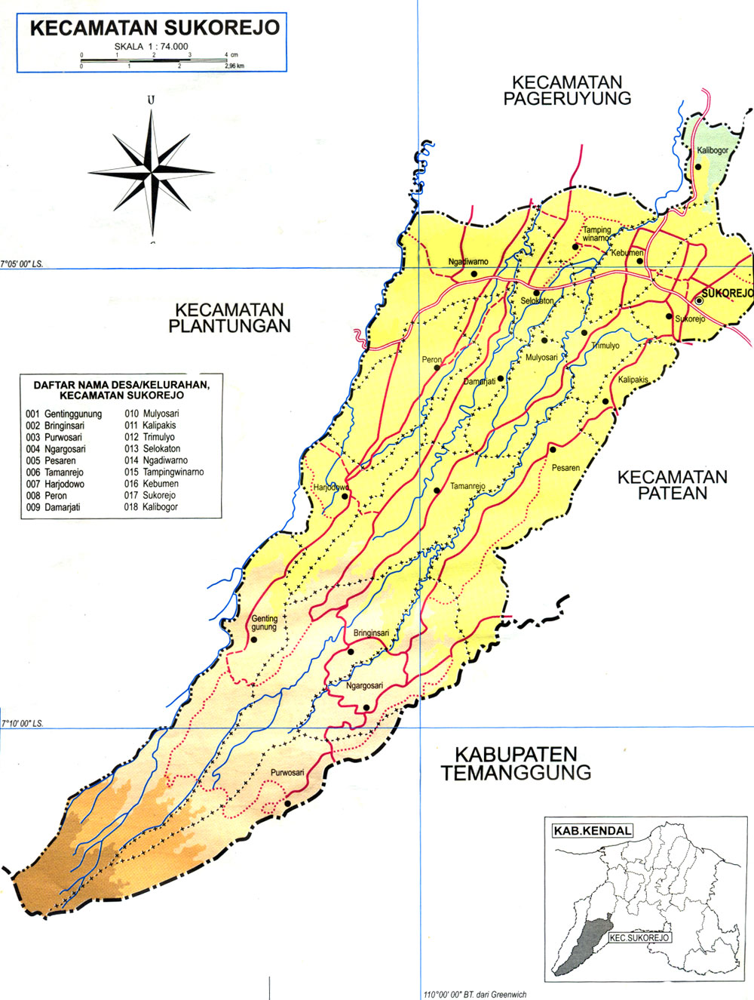 KECAMATAN SUKOREJO
SKALA 1 : 74.000
0 1 2 3 4 cm
0 1 2 2,96 km
U
KECAMATAN
PAGERUYUNG
Kalibogor
Tamping
winarno
Kebumen
Ngadiwarno
7°05' 00" LS.
SUKOREJO
Selokaton
KECAMATAN
PLANTUNGAN
Sukorejo
Trimulyo
Mulyosari
Peron
Damarjati
Kalipakis
DAFTAR NAMA DESA/KELURAHAN,
KECAMATAN SUKOREJO
001 Gentinggunung 010 Mulyosari
002 Bringinsari 011 Kalipakis
003 Purwosari 012 Trimulyo
004 Ngargosari 013 Selokaton
005 Pesaren 014 Ngadiwarno
006 Tamanrejo 015 Tampingwinarno
007 Harjodowo 016 Kebumen
008 Peron 017 Sukorejo
009 Damarjati 018 Kalibogor
Pesaren
KECAMATAN
PATEAN
Harjodowo
Tamanrejo
Genting
gunung
Bringinsari
Ngargosari
7°10' 00" LS.
KABUPATEN
TEMANGGUNG
Purwosari
KAB.KENDAL
KEC.SUKOREJO
110°00' 00" BT. dari Greenwich